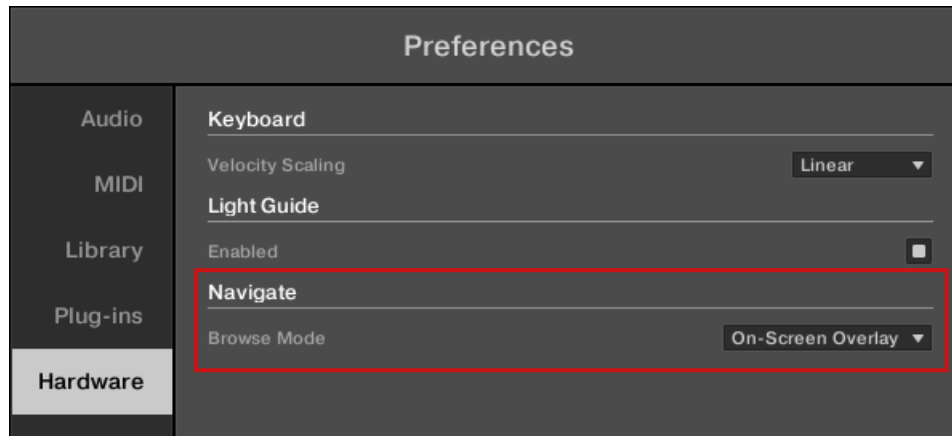 Preferences
Audio
MIDI
Library
Plug-ins
Hardware
Keyboard
Velocity Scaling Linear
Light Guide
Enabled
Navigate
Browse Mode On-Screen Overlay